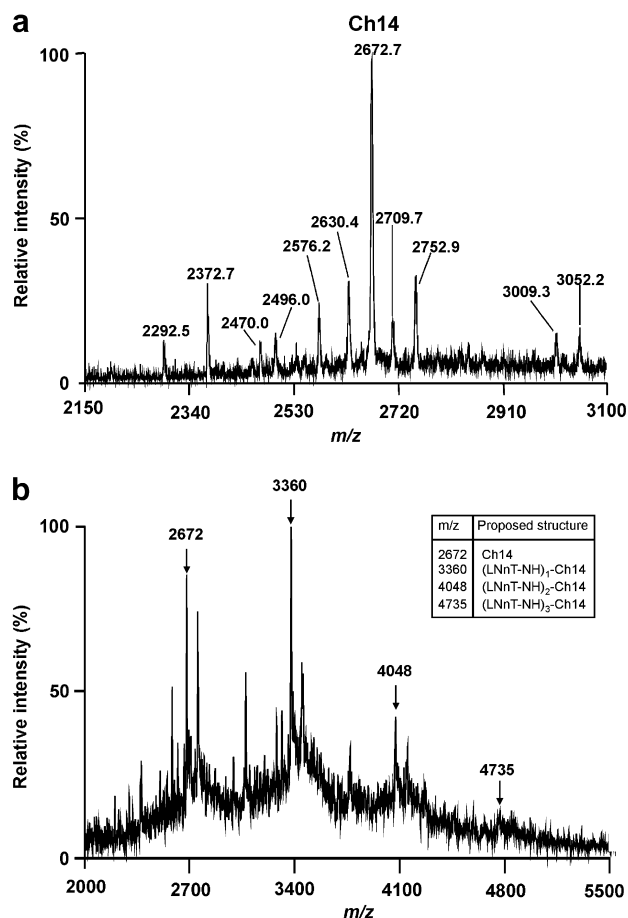 a
Ch14
Relative intensity (%)
100
50
0
2672.7
2709.7
2630.4
2752.9
2576.2
2372.7
2496.0
2470.0
2292.5
3009.3
3052.2
2150 2340 2530 2720 2910 3100
m/z
b
Relative intensity (%)
100
50
0
2672
3360
4048
4735
m/z Proposed structure
2672 Ch14
3360 (LNnT-NH)1-Ch14
4048 (LNnT-NH)2-Ch14
4735 (LNnT-NH)3-Ch14
2000 2700 3400 4100 4800 5500
m/z